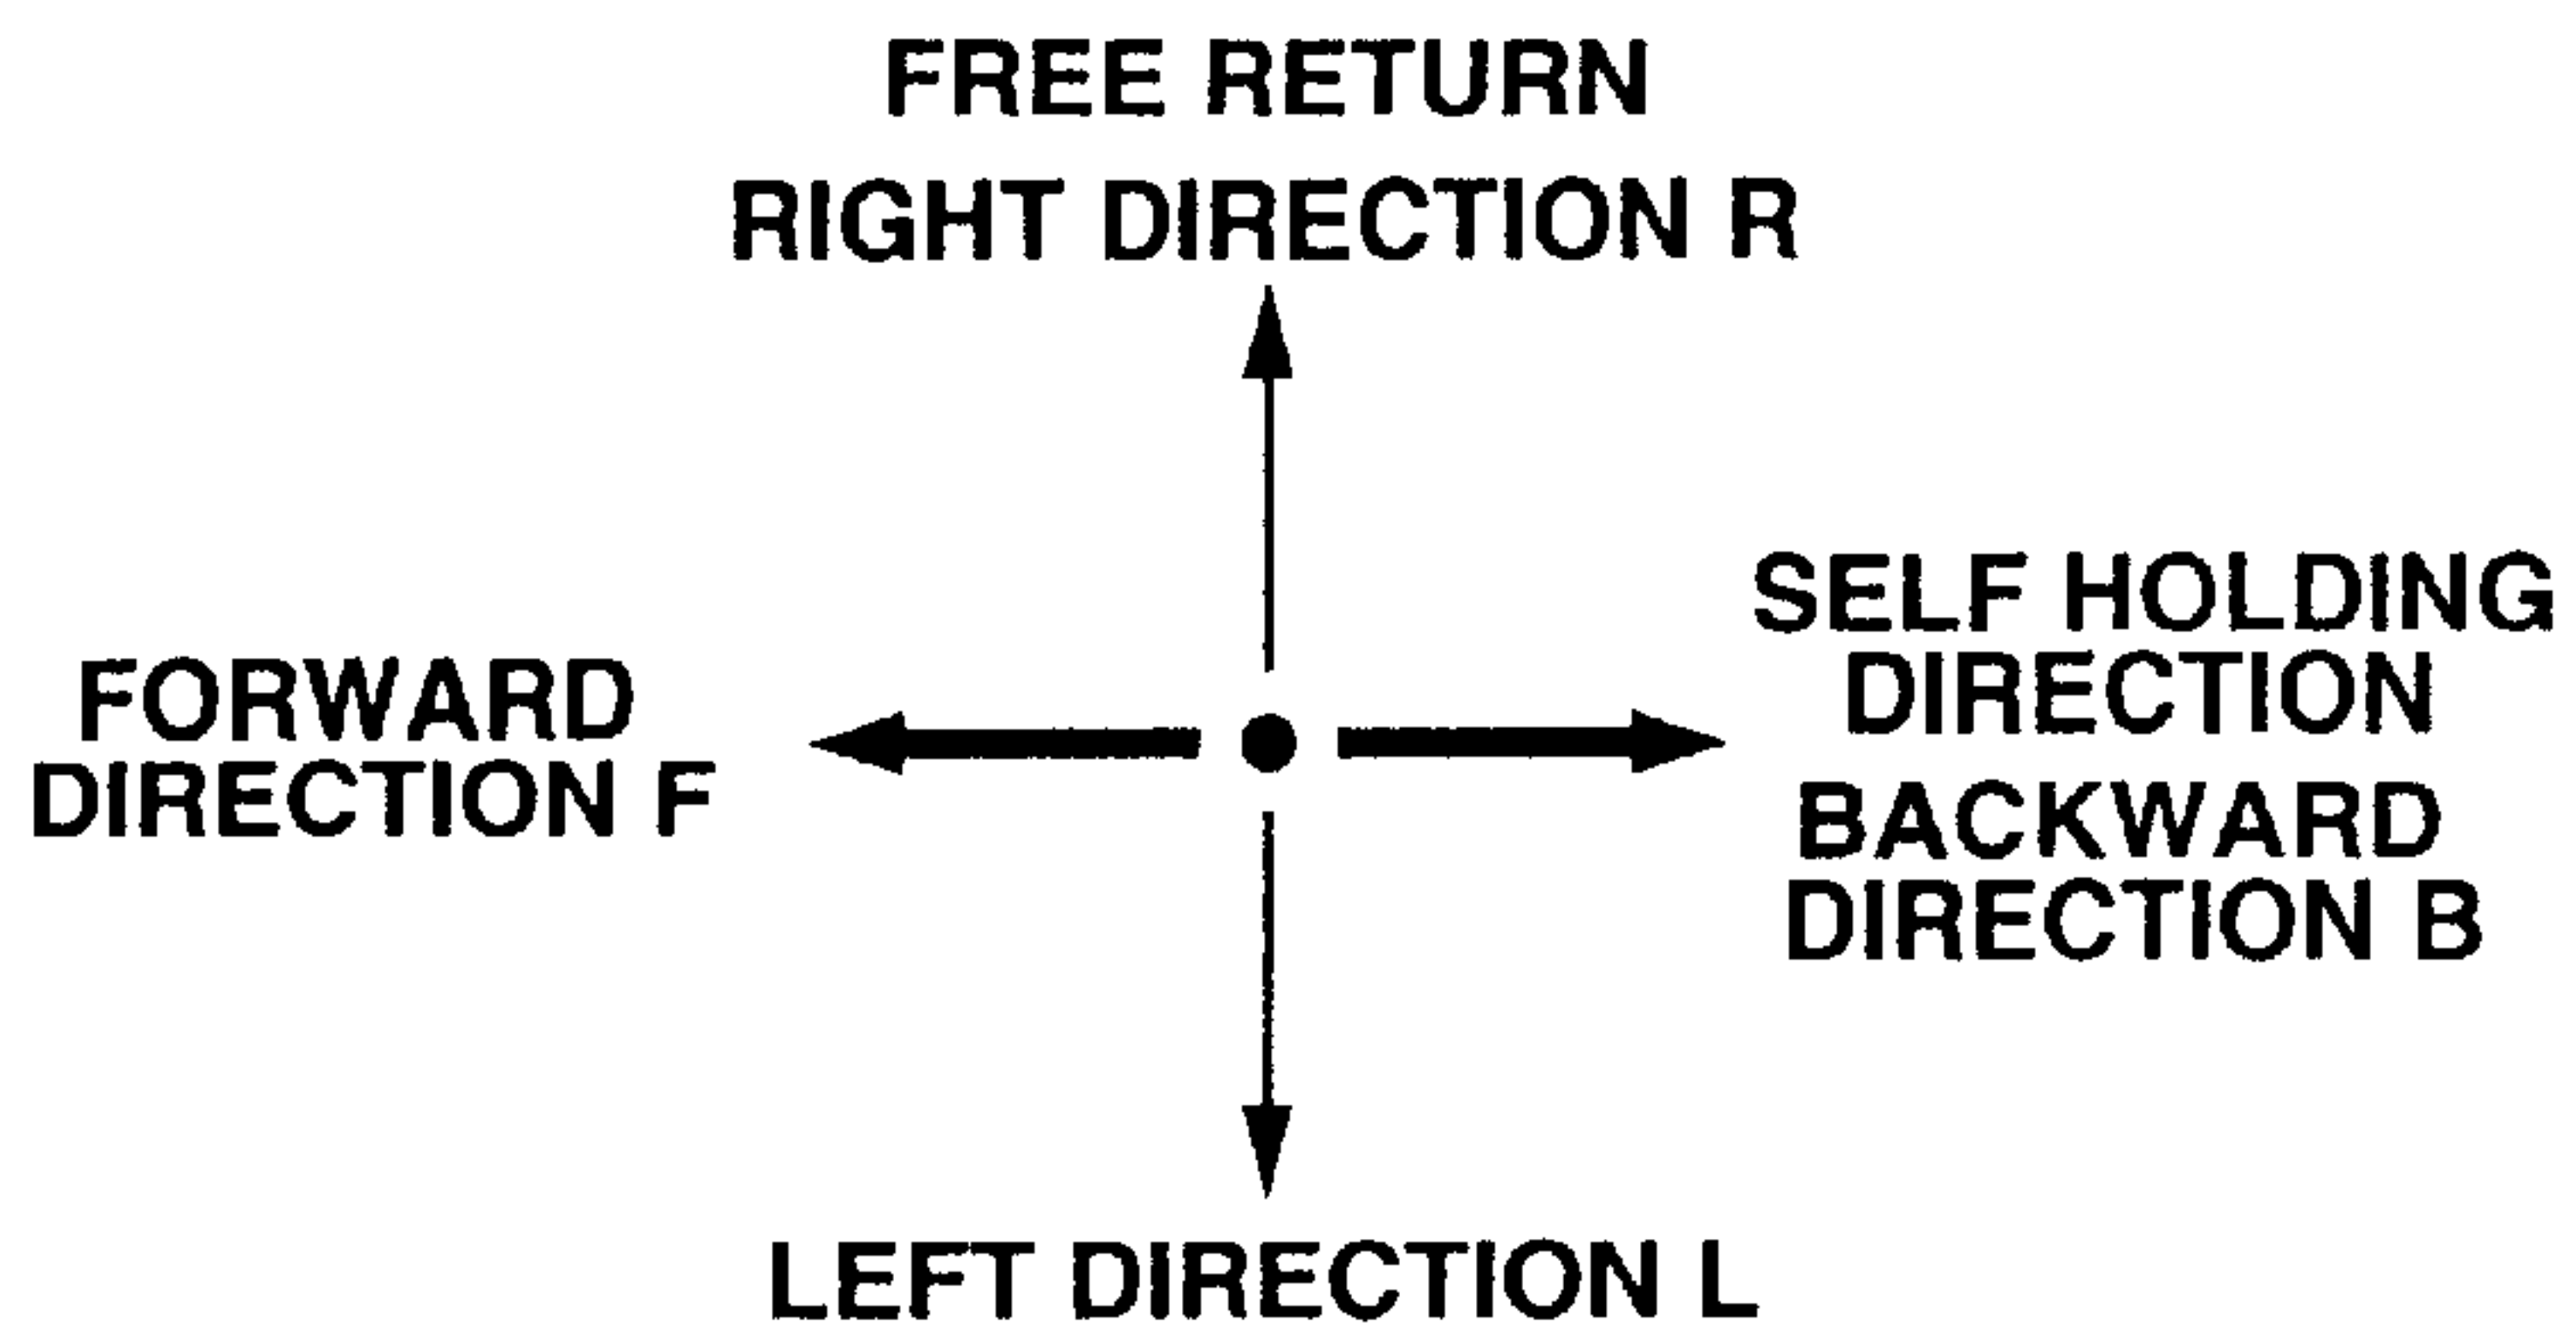 FREE RETURN
RIGHT DIRECTION R
SELF HOLDING
DIRECTION
FORWARD
DIRECTION F
BACKWARD
DIRECTION B
LEFT DIRECTION L